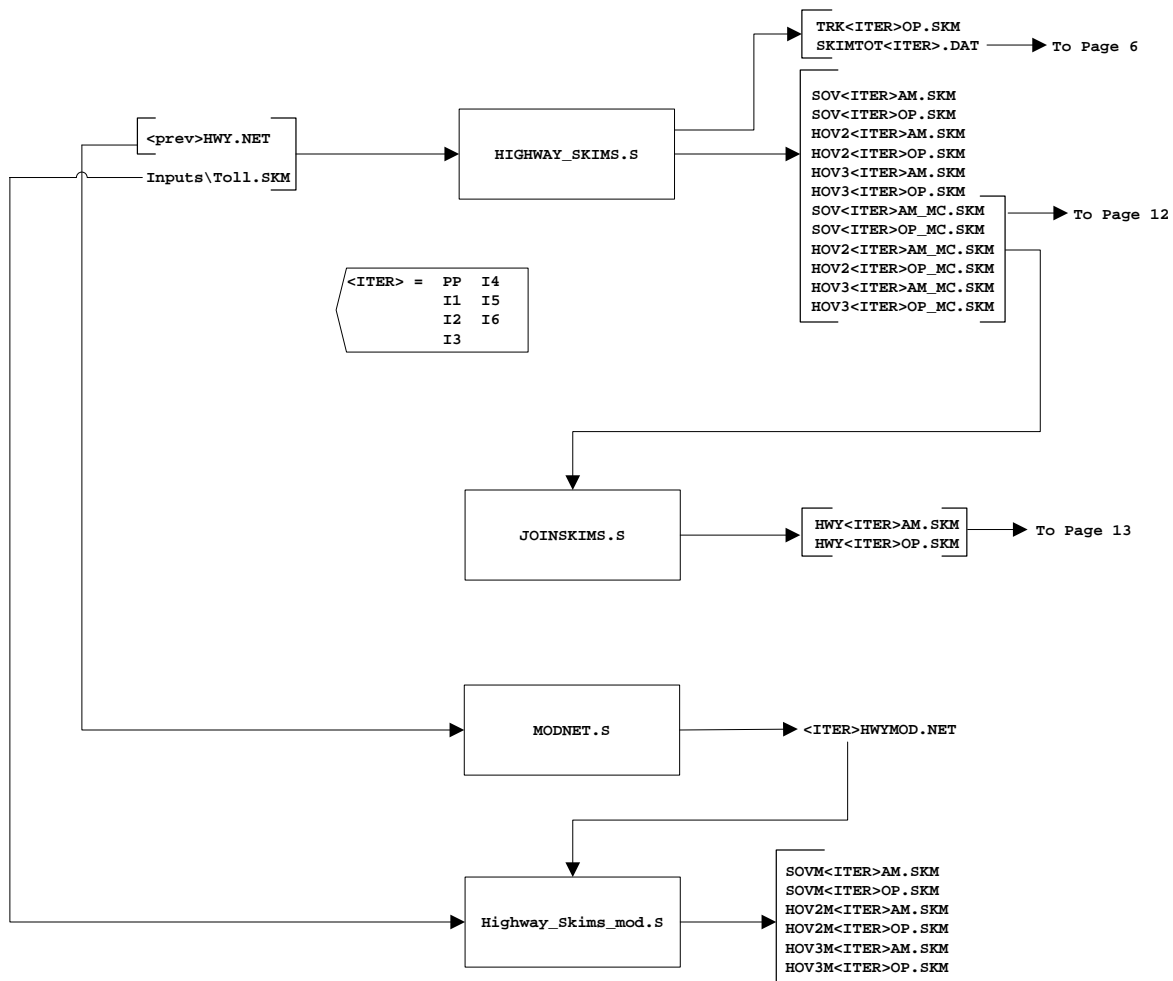 TRK<ITER>OP.SKM
SKIMTOT<ITER>.DAT
To Page 6
<prev>HWY.NET
Inputs\Toll.SKM
HIGHWAY_SKIMS.S
SOV<ITER>AM.SKM
SOV<ITER>OP.SKM
HOV2<ITER>AM.SKM
HOV2<ITER>OP.SKM
HOV3<ITER>AM.SKM
HOV3<ITER>OP.SKM
SOV<ITER>AM_MC.SKM
SOV<ITER>OP_MC.SKM
HOV2<ITER>AM_MC.SKM
HOV2<ITER>OP_MC.SKM
HOV3<ITER>AM_MC.SKM
HOV3<ITER>OP_MC.SKM
To Page 12
<ITER> = PP I4
I1 I5
I2 I6
I3
JOINSKIMS.S
HWY<ITER>AM.SKM
HWY<ITER>OP.SKM
To Page 13
MODNET.S
<ITER>HWYMOD.NET
Highway_Skims_mod.S
SOVM<ITER>AM.SKM
SOVM<ITER>OP.SKM
HOV2M<ITER>AM.SKM
HOV2M<ITER>OP.SKM
HOV3M<ITER>AM.SKM
HOV3M<ITER>OP.SKM